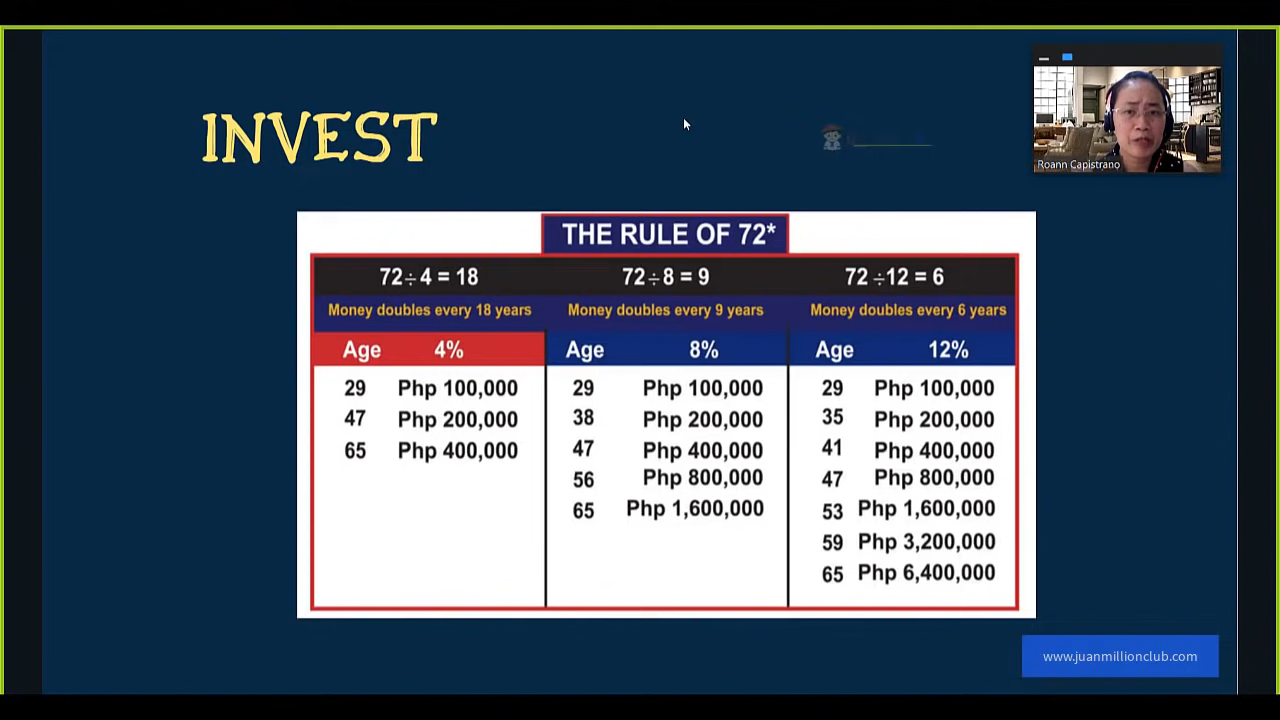 INVEST
Roann Capistrano
THE RULE OF 72*
72÷4 = 18 72÷8 = 9 72 ÷12 = 6
Money doubles every 18 years Money doubles every 9 years Money doubles every 6 years
Age 4% Age 8% Age 12%
29 Php 100,000 29 Php 100,000 29 Php 100,000
47 Php 200,000 38 Php 200,000 35 Php 200,000
65 Php 400,000 47 Php 400,000 41 Php 400,000
56 Php 800,000 47 Php 800,000
65 Php 1,600,000 53 Php 1,600,000
59 Php 3,200,000
65 Php 6,400,000
www.juanmillionclub.com